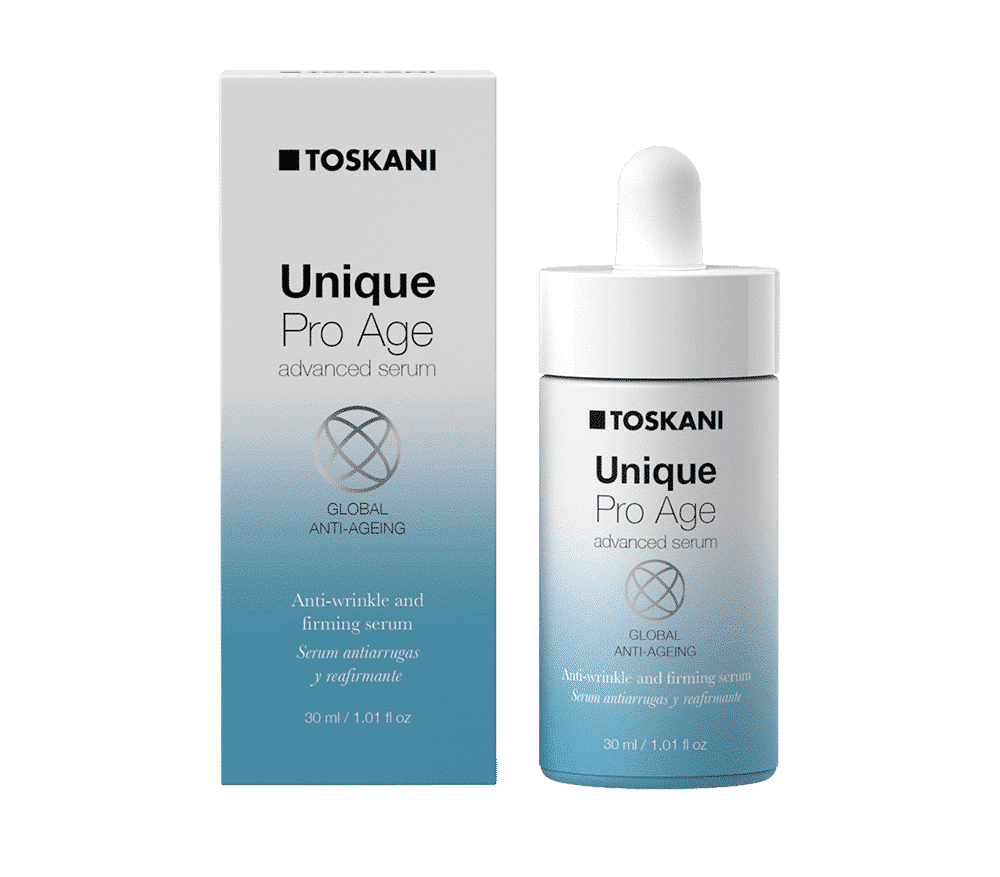 TOSKANI
TOSKANI
Unique
Pro Age
advanced serum
GLOBAL
ANTI-AGEING
Anti-wrinkle and
firming serum
Serum antiarrugas
y reafirmante
30 ml / 1.01 fl oz
TOSKANI
Unique
Pro Age
advanced serum
GLOBAL
ANTI-AGEING
Anti-wrinkle and firming serum
Serum antiarrugas y reafirmante
30 ml / 1.01 fl oz